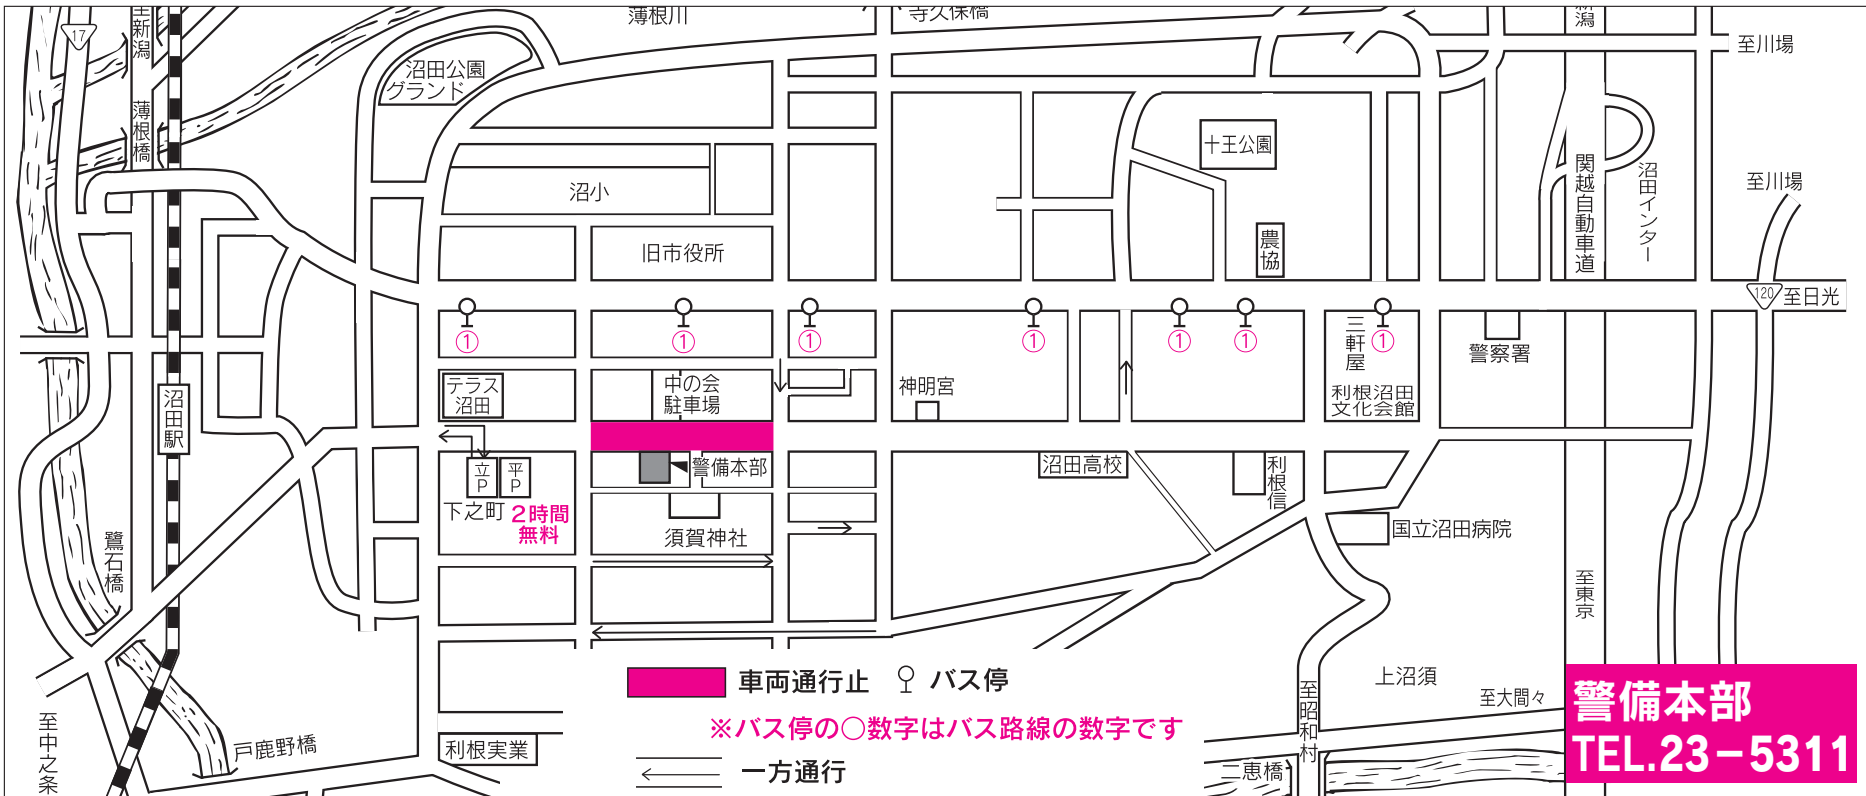 至新潟
17
薄根橋
薄根川
寺久保橋
新潟
至川場
沼田公園
グランド
十王公園
関越自動車道
沼田インター
至川場
沼小
旧市役所
農協
120
至日光
①
①
①
①
①
①
①
三軒屋
警察署
沼田駅
テラス
沼田
中の会
駐車場
神明宮
利根沼田
文化会館
立P
平P
下之町
2時間
無料
警備本部
須賀神社
沼田高校
利根信
国立沼田病院
鷺石橋
至東京
至中之条
戸鹿野橋
利根実業
車両通行止
バス停
※バス停の○数字はバス路線の数字です
一方通行
至昭和村
上沼須
至大間々
二恵橋
警備本部
TEL.23-5311